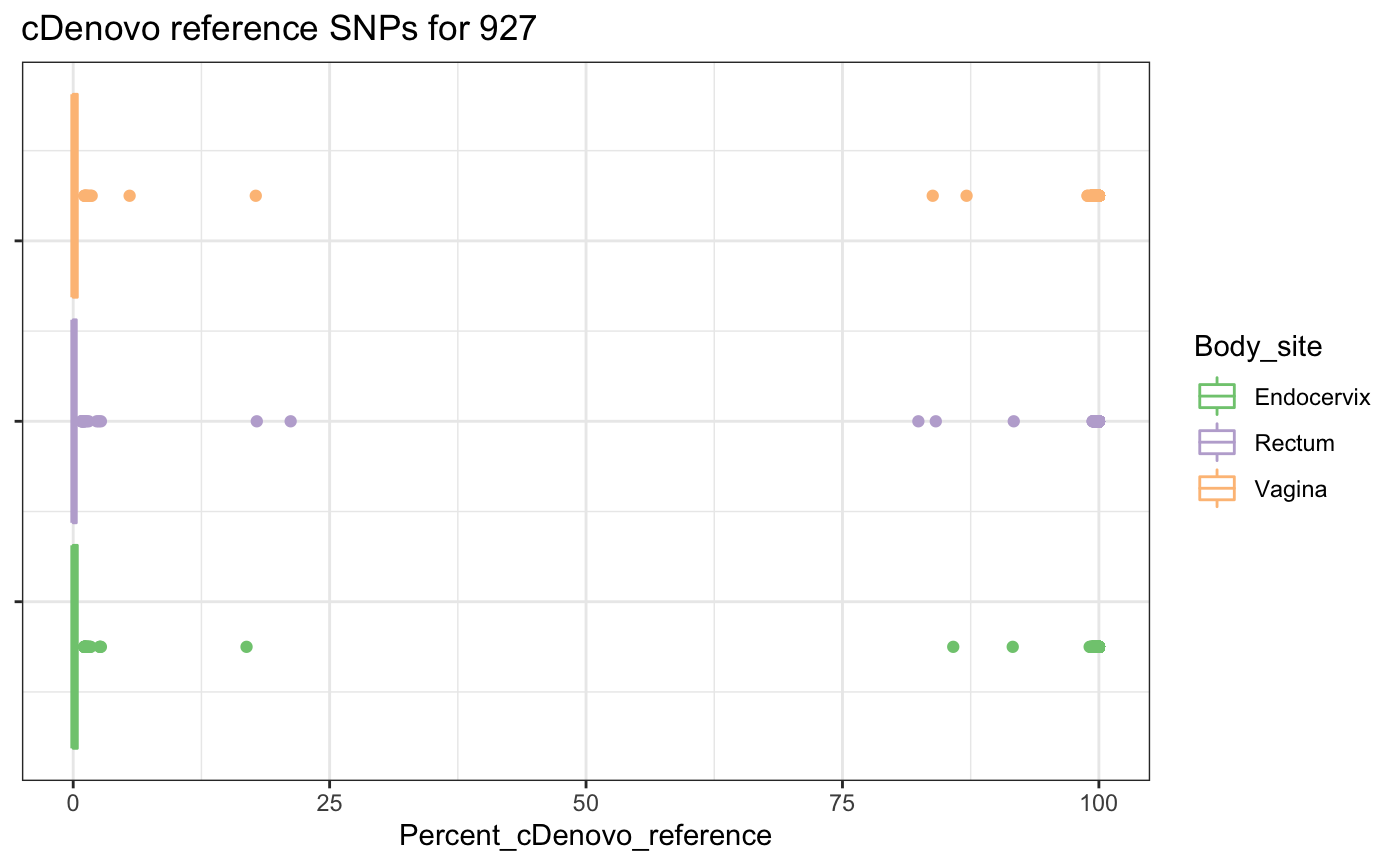 cDenovo reference SNPs for 927
Body_site
Endocervix
Rectum
Vagina
0 25 50 75 100
Percent_cDenovo_reference